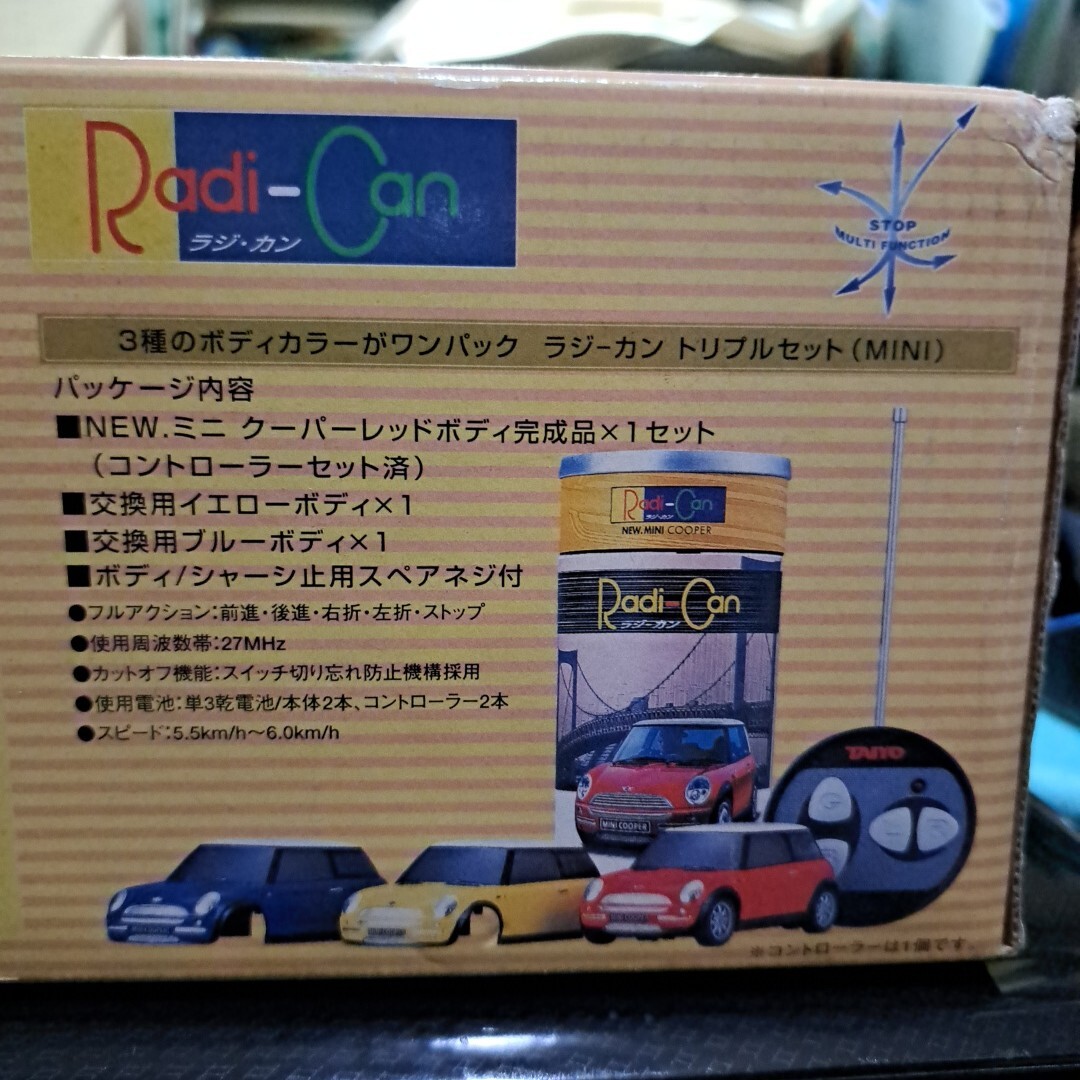 Radi-Can
ラジ・カン
STOP
MULTI FUNCTION
3種のボディカラーがワンパック ラジ-カン トリプルセット(MINI)
パッケージ内容
■NEW.ミニ クーパーレッドボディ完成品×1セット
(コントローラーセット済)
■交換用イエローボディ×1
■交換用ブルーボディ×1
■ボディ/シャーシ止用スペアネジ付
●フルアクション:前進・後進・右折・左折・ストップ
●使用周波数帯:27MHz
●カットオフ機能:スイッチ切り忘れ防止機構採用
●使用電池:単3乾電池/本体2本、コントローラー2本
●スピード:5.5km/h〜6.0km/h
Radi-Can
ラジ・カン
NEW.MINI COOPER
Radi-Can
ラジーカン
MINI COOPER
TAIYO
※コントローラーは1個です。